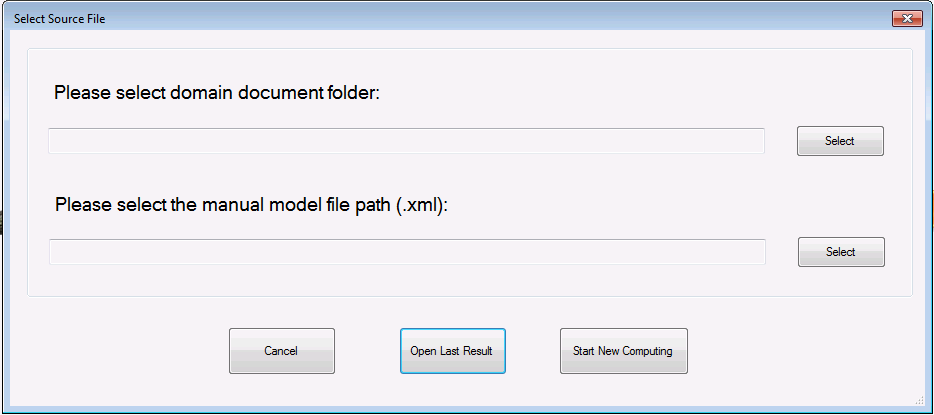 Select Source File
Please select domain document folder:
Select
Please select the manual model file path (.xml):
Select
Cancel
Open Last Result
Start New Computing